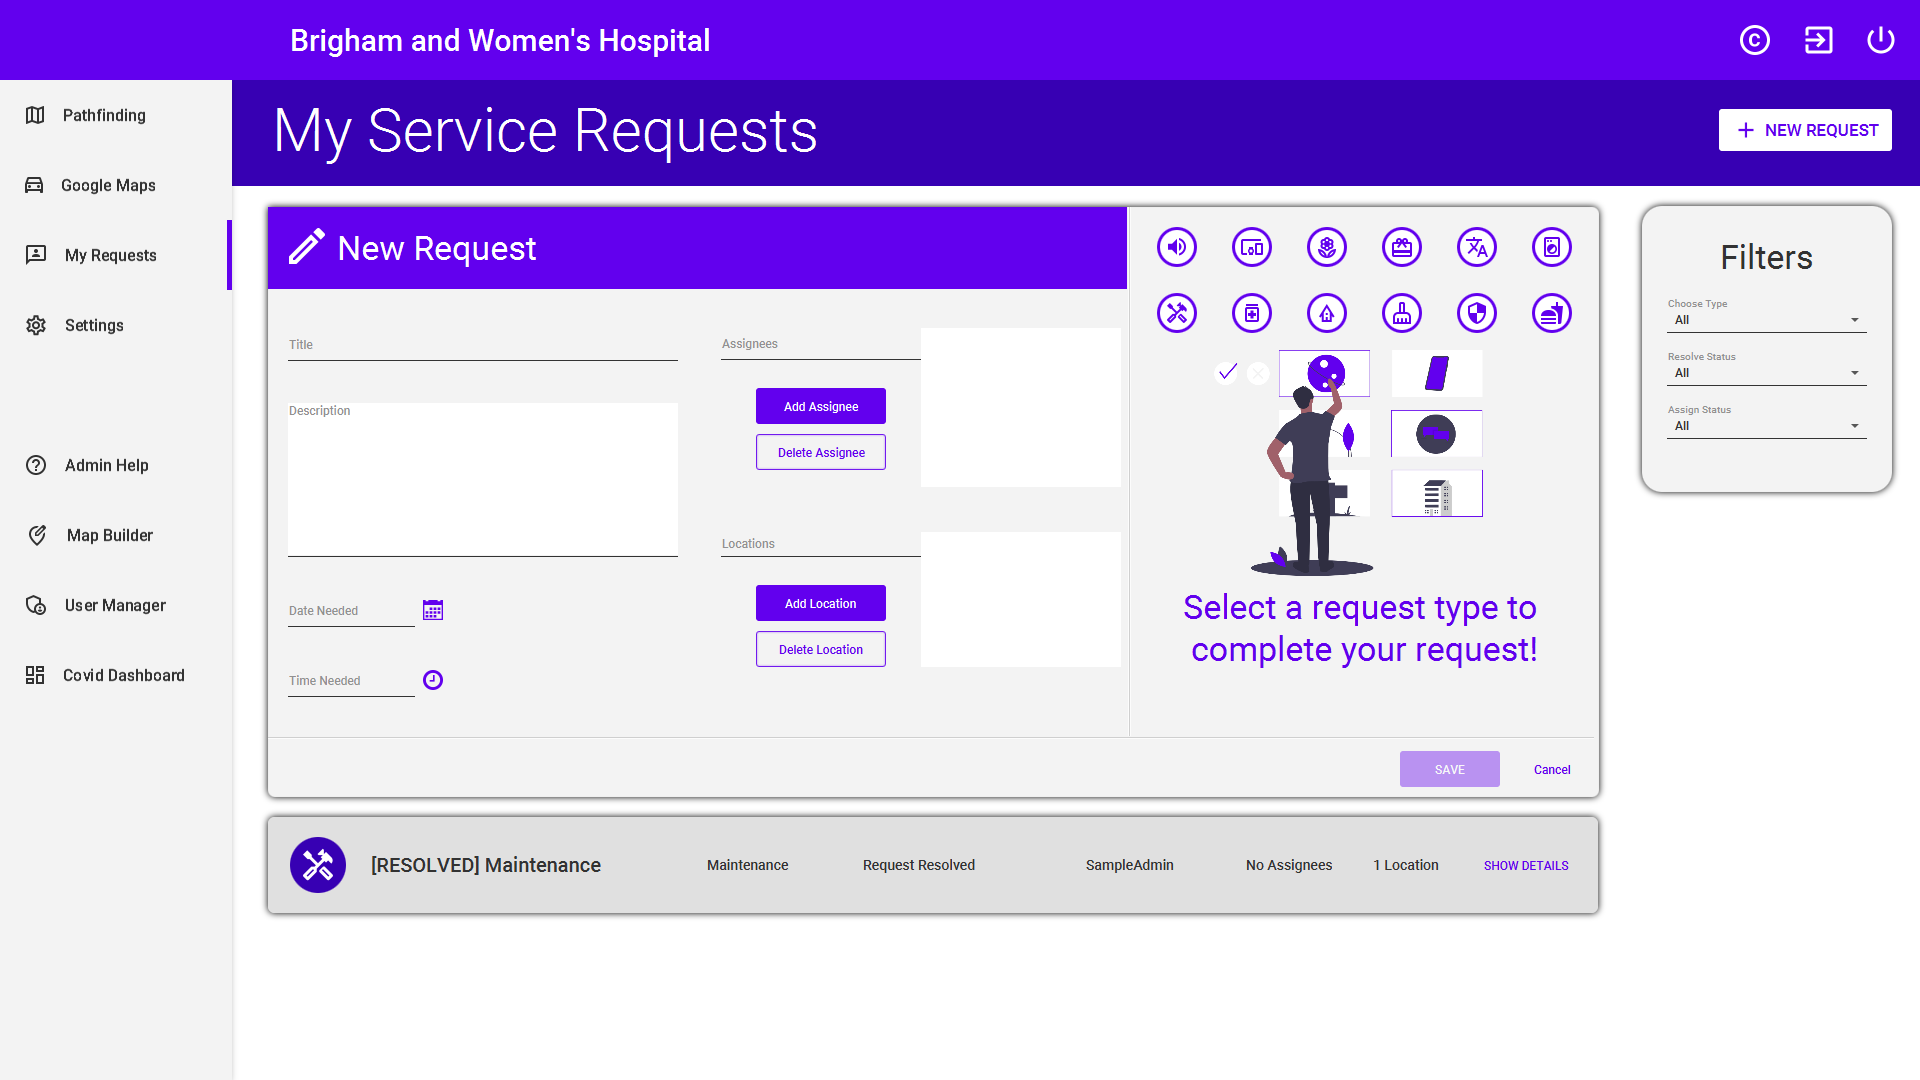 Brigham and Women's Hospital
Pathfinding
Google Maps
My Requests
Settings
Admin Help
Map Builder
User Manager
Covid Dashboard
My Service Requests
NEW REQUEST
New Request
Title
Description
Date Needed
Time Needed
Assignees
Add Assignee
Delete Assignee
Locations
Add Location
Delete Location
Select a request type to
complete your request!
SAVE
Cancel
[RESOLVED] Maintenance
Maintenance
Request Resolved
SampleAdmin
No Assignees
1 Location
SHOW DETAILS
Filters
Choose Type
All
Resolve Status
All
Assign Status
All